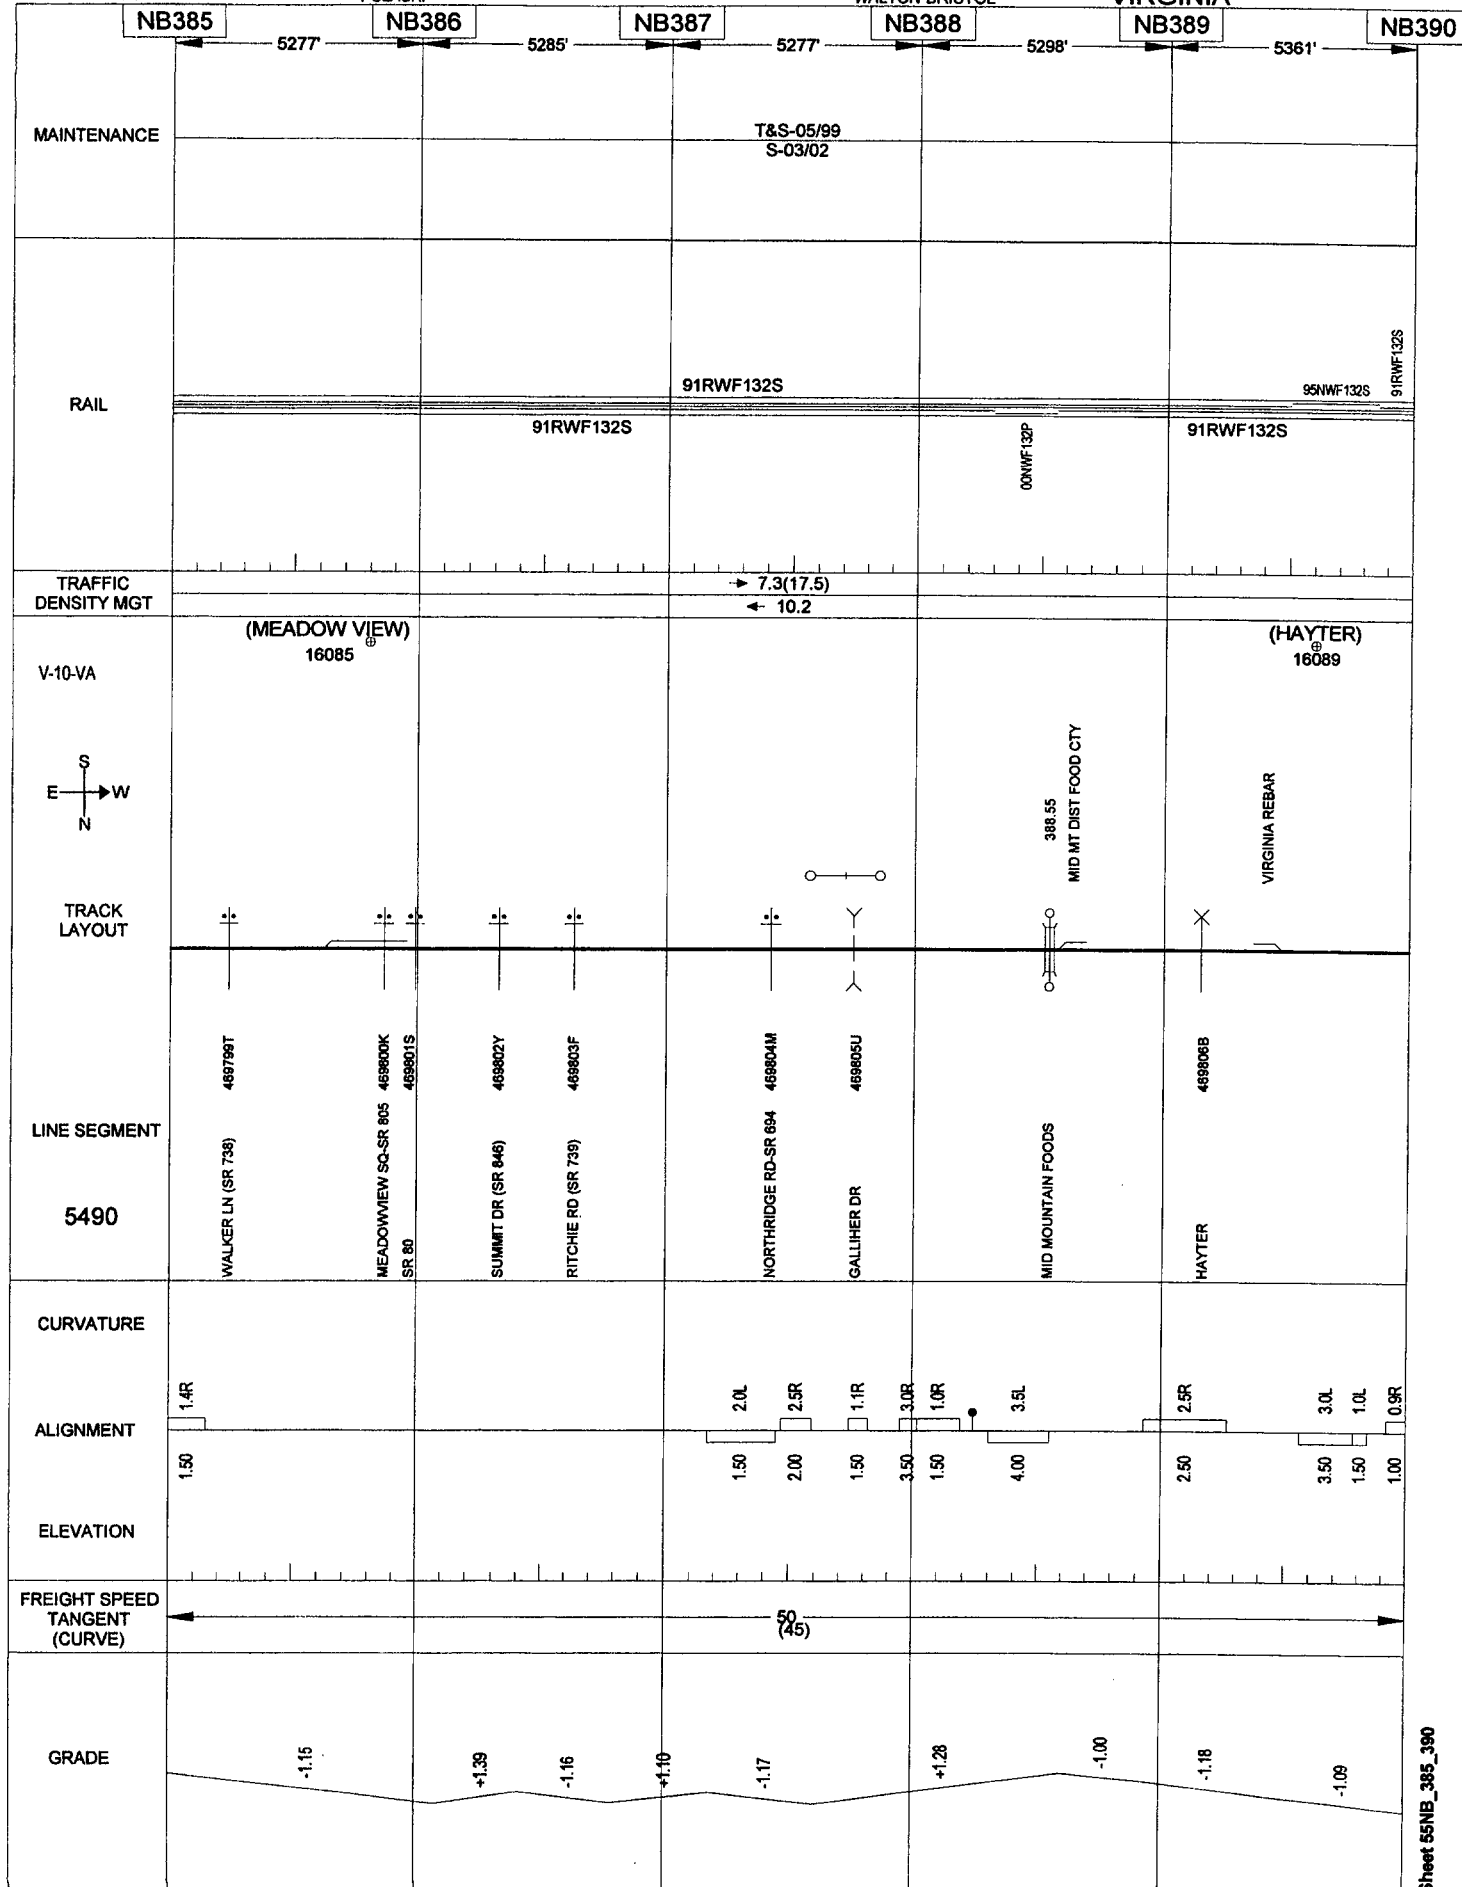 WALTON-BRISTOL
VIRGINIA
NB385 NB386 NB387 NB388 NB389 NB390
5277' 5285' 5277' 5298' 5361'
MAINTENANCE
T&S-05/99
S-03/02
RAIL
91RWF132S
91RWF132S
00NWF132P
95NWF132S
91RWF132S
91RWF132S
TRAFFIC
DENSITY MGT
7.3(17.5)
10.2
(MEADOW VIEW)
16085
(HAYTER)
16089
V-10-VA
S
E W
N
388.55
MID MT DIST FOOD CTY
VIRGINIA REBAR
TRACK
LAYOUT
469799T
469800K
469801S
469802Y
469803F
469804M
469805U
469806B
LINE SEGMENT
5490
WALKER LN (SR 738)
MEADOWVIEW SQ-SR 805
SR 80
SUMMIT DR (SR 846)
RITCHIE RD (SR 739)
NORTHRIDGE RD-SR 694
GALLIHER DR
MID MOUNTAIN FOODS
HAYTER
CURVATURE
1.4R 2.0L 2.5R 1.1R 3.0R 1.0R 3.5L 2.5R 3.0L 1.0L 0.9R
ALIGNMENT
1.50 1.50 2.00 1.50 3.50 1.50 4.00 2.50 3.50 1.50 1.00
ELEVATION
FREIGHT SPEED
TANGENT
(CURVE)
50
(45)
GRADE
-1.15 +1.39 -1.16 +1.10 -1.17 +1.28 -1.00 -1.18 -1.09
Sheet 55NB_385_390